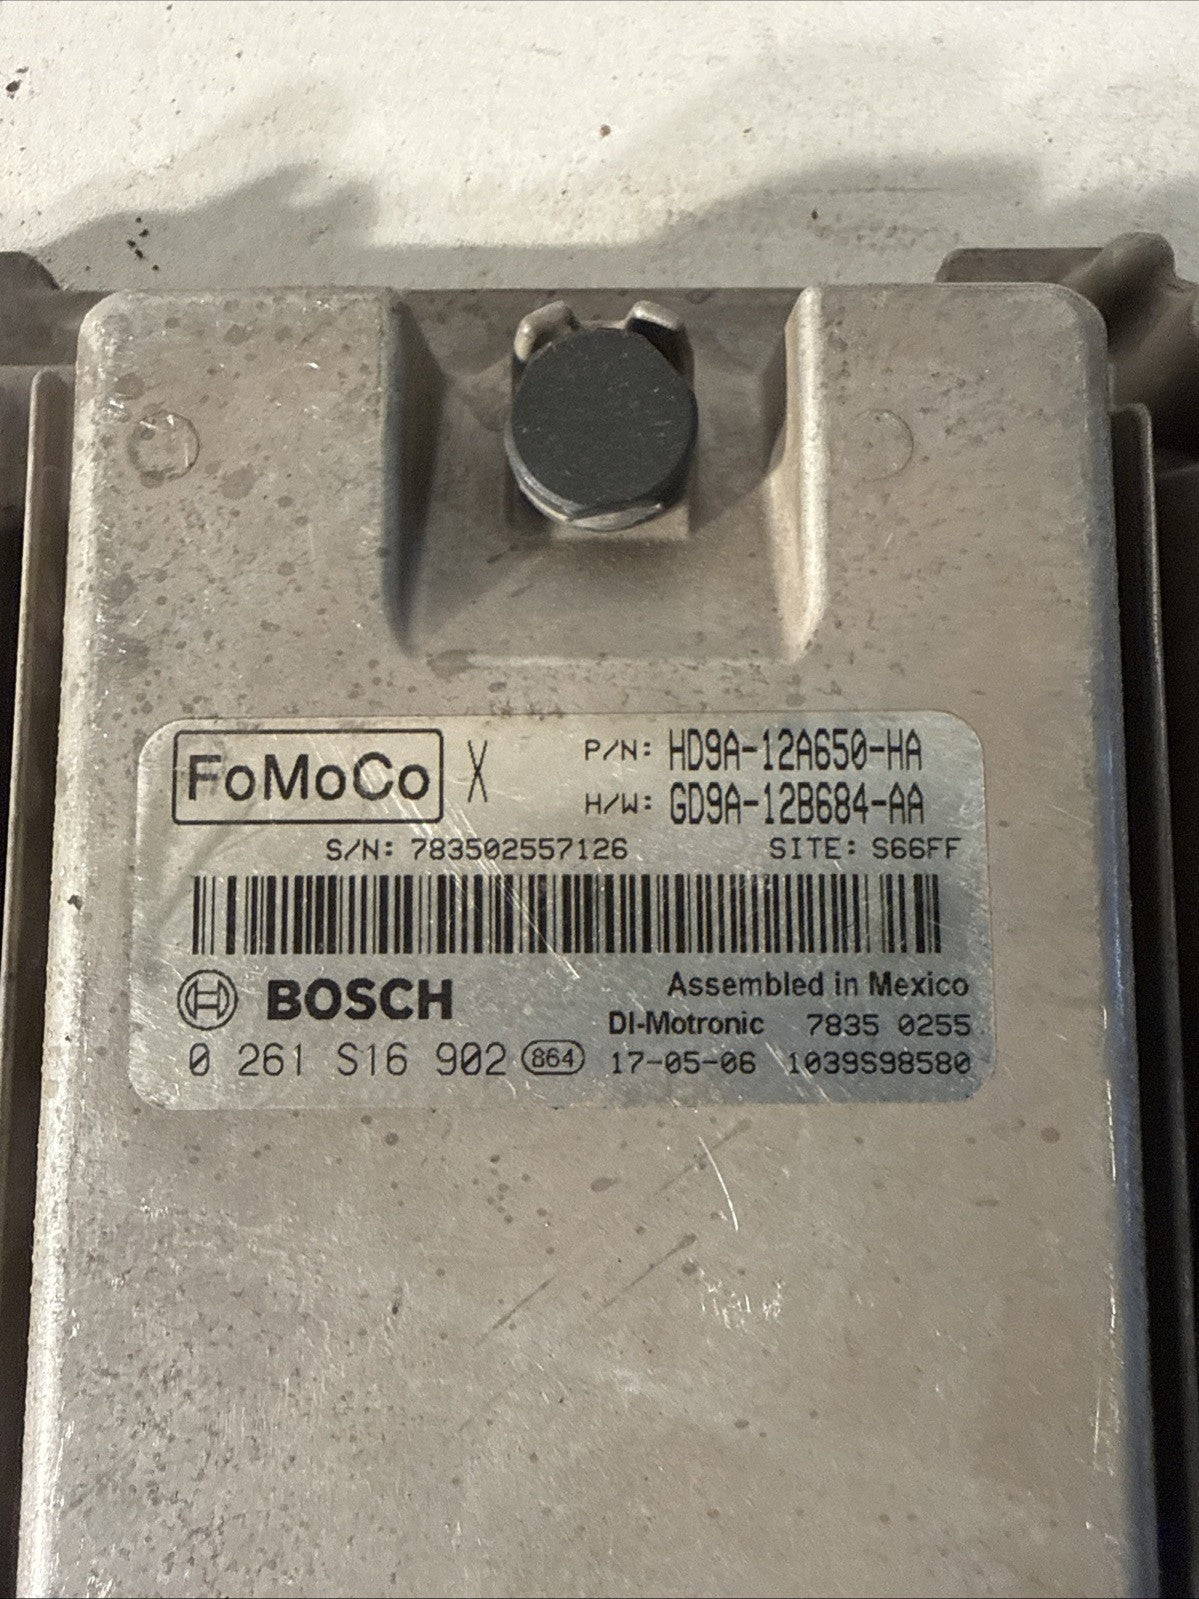 FoMoCo X P/N: HD9A-12A650-HA
H/W: GD9A-12B684-AA
S/N: 783502557126 SITE: S66FF
BOSCH Assembled in Mexico
DI-Motronic 7835 0255
0 261 S16 902 864 17-05-06 1039S98580